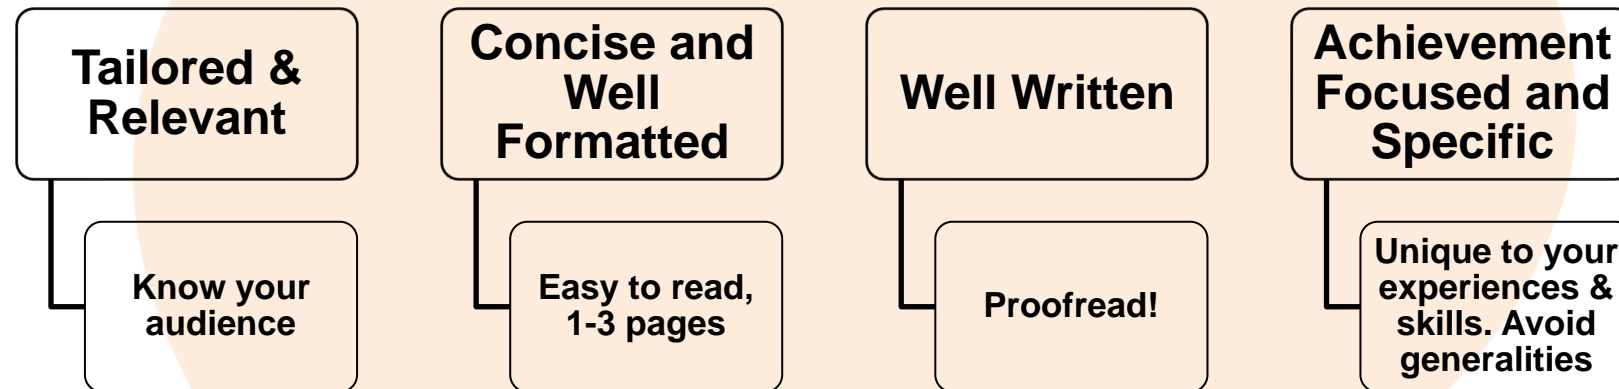 Tailored &
Relevant
Know your
audience
Concise and
Well
Formatted
Easy to read,
1-3 pages
Well Written
Proofread!
Achievement
Focused and
Specific
Unique to your
experiences &
skills. Avoid
generalities